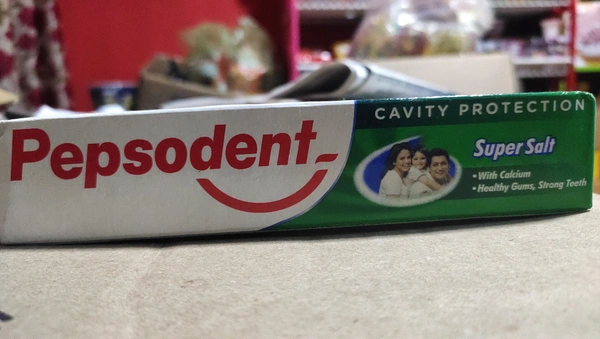 Pepsodent
CAVITY PROTECTION
Super Salt
• With Calcium
• Healthy Gums, Strong Teeth